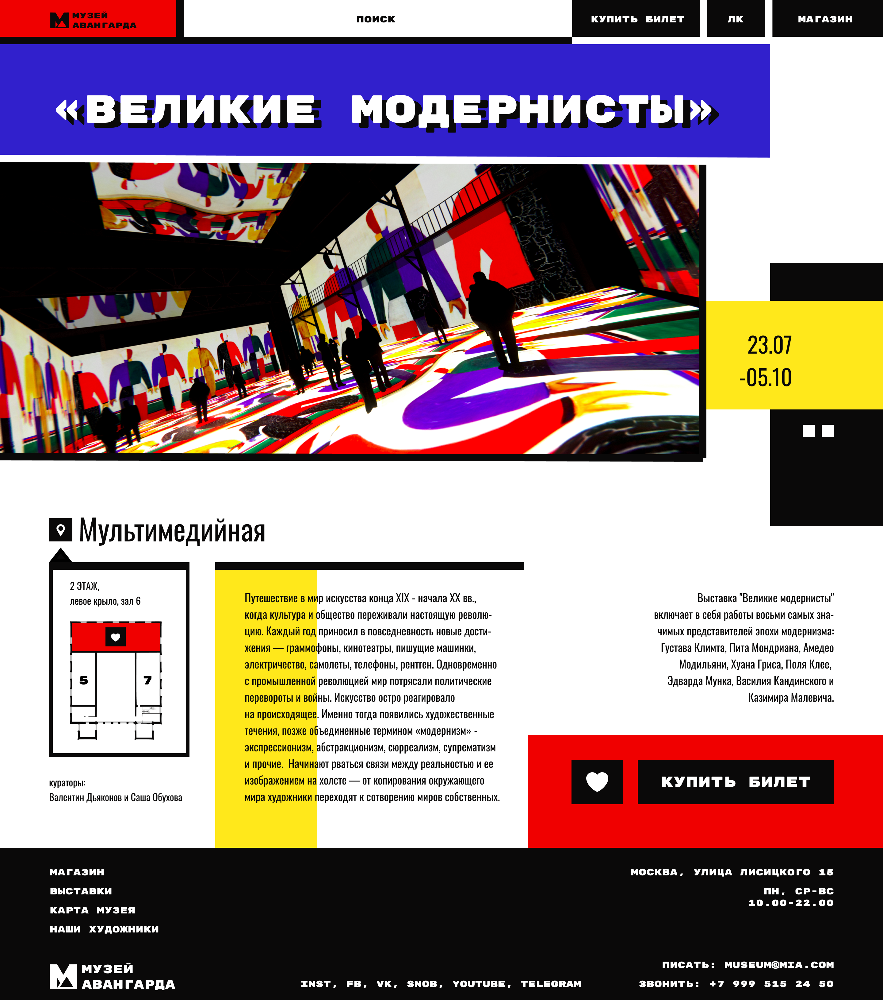 МУЗЕЙ
АВАНГАРДА
ПОИСК
КУПИТЬ БИЛЕТ
ЛК
МАГАЗИН
«ВЕЛИКИЕ МОДЕРНИСТЫ»
23.07
-05.10
Мультимедийная
2 ЭТАЖ,
левое крыло, зал 6
5
7
кураторы:
Валентин Дьяконов и Саша Обухова
Путешествие в мир искусства конца XIX - начала XX вв.,
когда культура и общество переживали настоящую револю-
цию. Каждый год приносил в повседневность новые дости-
жения — граммофоны, кинотеатры, пишущие машинки,
электричество, самолеты, телефоны, рентген. Одновременно
с промышленной революцией мир потрясали политические
перевороты и войны. Искусство остро реагировало
на происходящее. Именно тогда появились художественные
течения, позже объединенные термином «модернизм» -
экспрессионизм, абстракционизм, сюрреализм, супрематизм
и прочие.  Начинают рваться связи между реальностью и ее
изображением на холсте — от копирования окружающего
мира художники переходят к сотворению миров собственных.
Выставка "Великие модернисты"
включает в себя работы восьми самых зна-
чимых представителей эпохи модернизма:
Густава Климта, Пита Мондриана, Амедео
Модильяни, Хуана Гриса, Поля Клее,
Эдварда Мунка, Василия Кандинского и
Казимира Малевича.
КУПИТЬ БИЛЕТ
МАГАЗИН
ВЫСТАВКИ
КАРТА МУЗЕЯ
НАШИ ХУДОЖНИКИ
МОСКВА, УЛИЦА ЛИСИЦКОГО 15
ПН, СР-ВС
10.00-22.00
МУЗЕЙ
АВАНГАРДА
INST, FB, VK, SNOB, YOUTUBE, TELEGRAM
ПИСАТЬ: MUSEUM@MIA.COM
ЗВОНИТЬ: +7 999 515 24 50